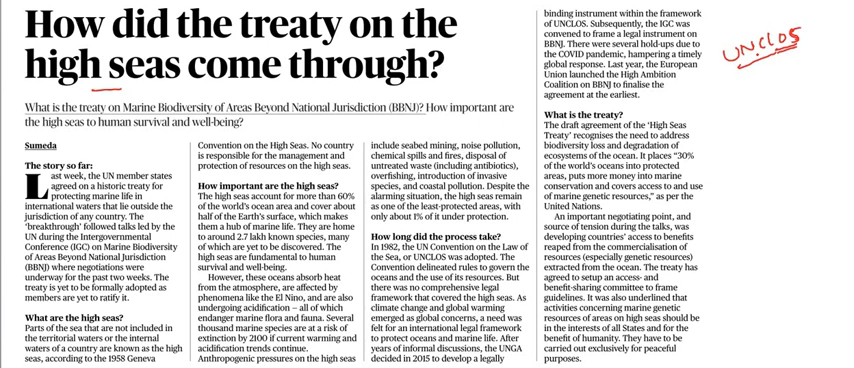 How did the treaty on the
high seas come through?
What is the treaty on Marine Biodiversity of Areas Beyond National Jurisdiction (BBNJ)? How important are
the high seas to human survival and well-being?
Sumeda
The story so far:
Last week, the UN member states
agreed on a historic treaty for
protecting marine life in
international waters that lie outside the
jurisdiction of any country. The
‘breakthrough’ followed talks led by the
UN during the Intergovernmental
Conference (IGC) on Marine Biodiversity
of Areas Beyond National Jurisdiction
(BBNJ) where negotiations were
underway for the past two weeks. The
treaty is yet to be formally adopted as
members are yet to ratify it.
What are the high seas?
Parts of the sea that are not included in
the territorial waters or the internal
waters of a country are known as the high
seas, according to the 1958 Geneva
Convention on the High Seas. No country
is responsible for the management and
protection of resources on the high seas.
How important are the high seas?
The high seas account for more than 60%
of the world’s ocean area and cover about
half of the Earth’s surface, which makes
them a hub of marine life. They are home
to around 2.7 lakh known species, many
of which are yet to be discovered. The
high seas are fundamental to human
survival and well-being.
However, these oceans absorb heat
from the atmosphere, are affected by
phenomena like the El Nino, and are also
undergoing acidification – all of which
endanger marine flora and fauna. Several
thousand marine species are at a risk of
extinction by 2100 if current warming and
acidification trends continue.
Anthropogenic pressures on the high seas
include seabed mining, noise pollution,
chemical spills and fires, disposal of
untreated waste (including antibiotics),
overfishing, introduction of invasive
species, and coastal pollution. Despite the
alarming situation, the high seas remain
as one of the least-protected areas, with
only about 1% of it under protection.
How long did the process take?
In 1982, the UN Convention on the Law of
the Sea, or UNCLOS was adopted. The
Convention delineated rules to govern the
oceans and the use of its resources. But
there was no comprehensive legal
framework that covered the high seas. As
climate change and global warming
emerged as global concerns, a need was
felt for an international legal framework
to protect oceans and marine life. After
years of informal discussions, the UNGA
decided in 2015 to develop a legally
binding instrument within the framework
of UNCLOS. Subsequently, the IGC was
convened to frame a legal instrument on
BBNJ. There were several hold-ups due to
the COVID pandemic, hampering a timely
global response. Last year, the European
Union launched the High Ambition
Coalition on BBNJ to finalise the
agreement at the earliest.
What is the treaty?
The draft agreement of the ‘High Seas
Treaty’ recognises the need to address
biodiversity loss and degradation of
ecosystems of the ocean. It places “30%
of the world’s oceans into protected
areas, puts more money into marine
conservation and covers access to and use
of marine genetic resources,” as per the
United Nations.
An important negotiating point, and
source of tension during the talks, was
developing countries’ access to benefits
reaped from the commercialisation of
resources (especially genetic resources)
extracted from the ocean. The treaty has
agreed to setup an access- and
benefit-sharing committee to frame
guidelines. It was also underlined that
activities concerning marine genetic
resources of areas on high seas should be
in the interests of all States and for the
benefit of humanity. They have to be
carried out exclusively for peaceful
purposes.
UNCLOS